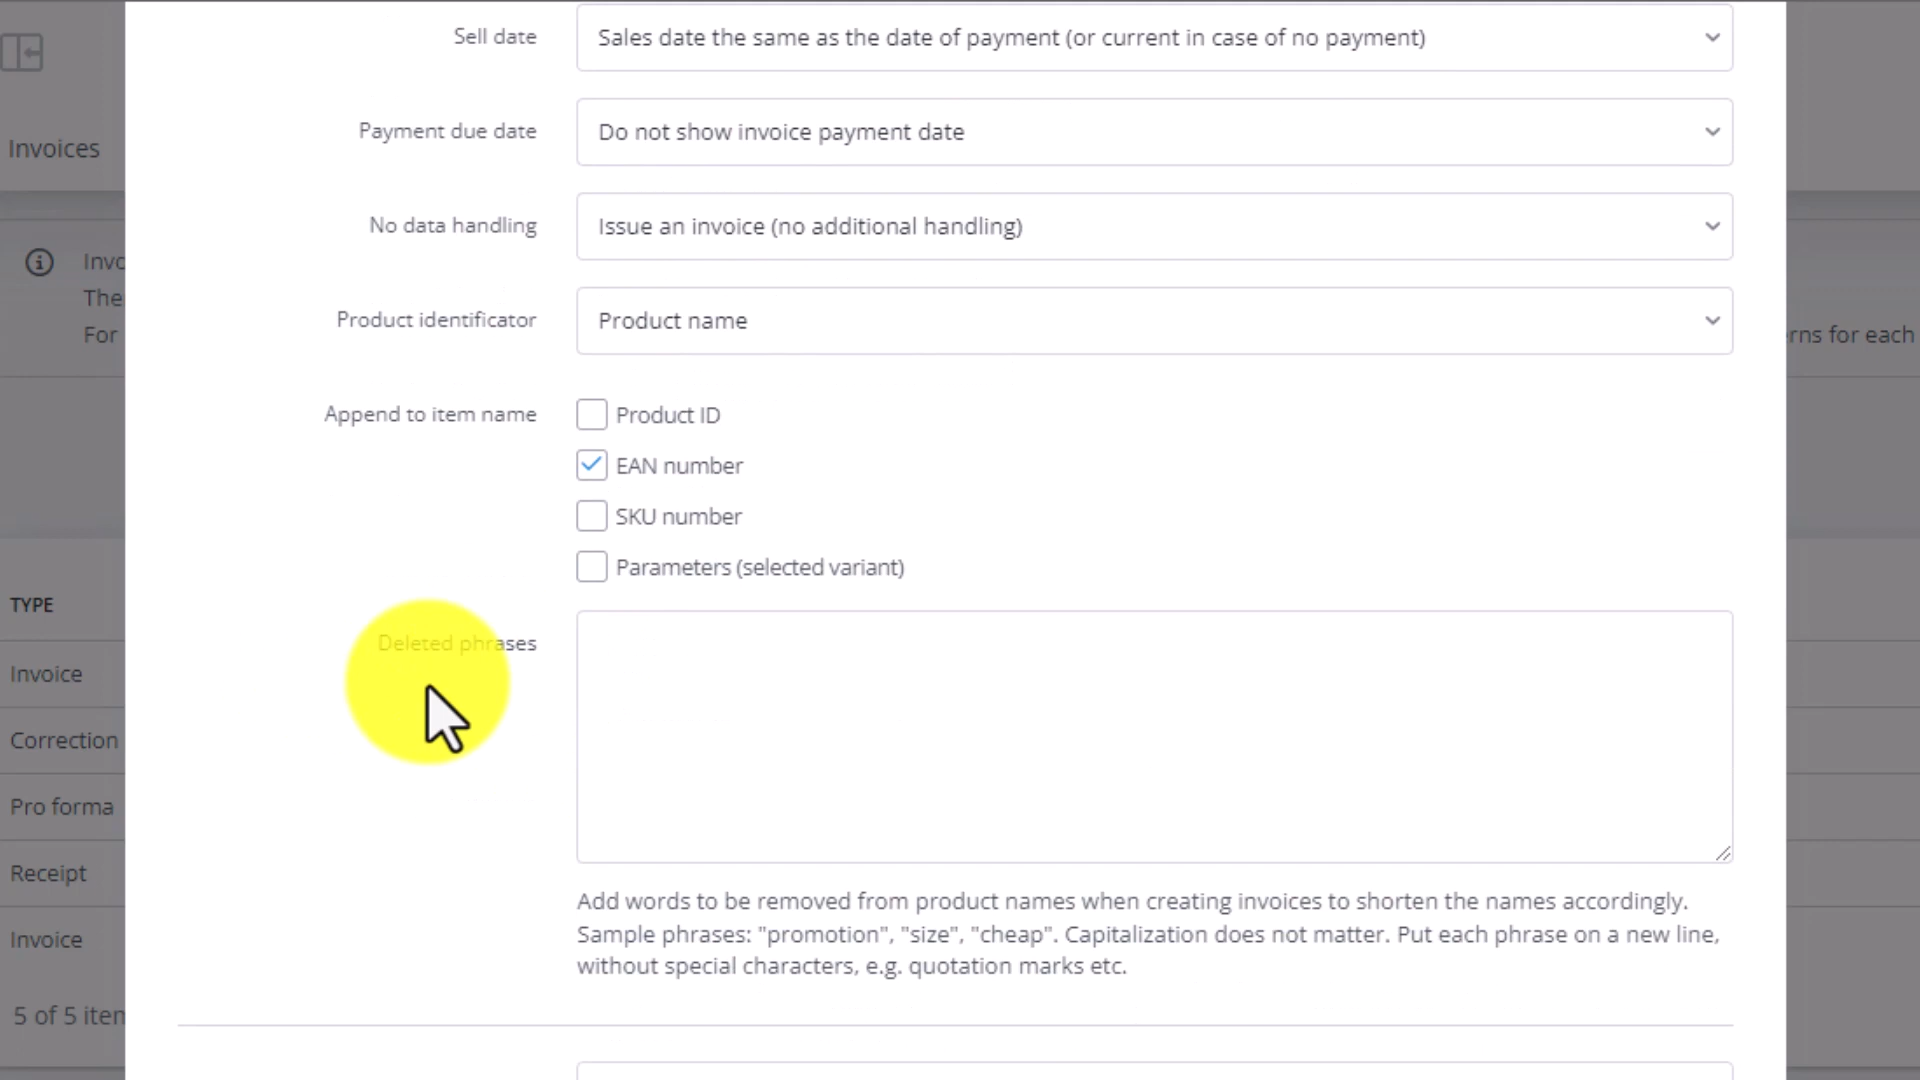 Sell date
Sales date the same as the date of payment (or current in case of no payment)
Payment due date
Do not show invoice payment date
Invoices
No data handling
Issue an invoice (no additional handling)
Invo
The
For
rns for each
Product identificator
Product name
Append to item name
Product ID
EAN number
SKU number
Parameters (selected variant)
TYPE
Deleted phrases
Invoice
Correction
Pro forma
Receipt
Invoice
Add words to be removed from product names when creating invoices to shorten the names accordingly.
Sample phrases: "promotion", "size", "cheap". Capitalization does not matter. Put each phrase on a new line,
without special characters, e.g. quotation marks etc.
5 of 5 iten